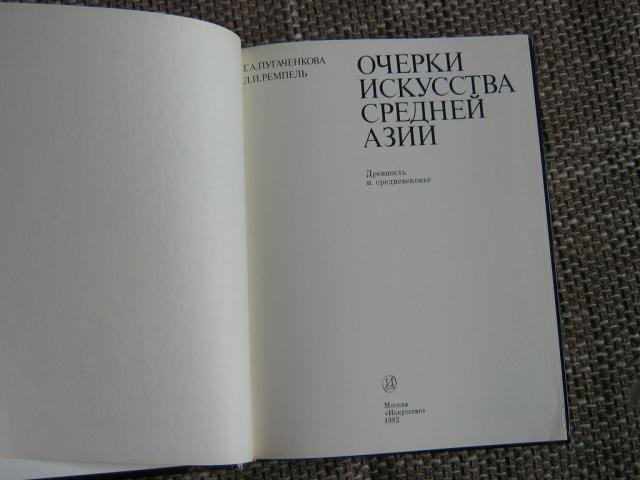 Г.А.ПУГАЧЕНКОВА
Л.И.РЕМПЕЛЬ
ОЧЕРКИ
ИСКУССТВА
СРЕДНЕЙ
АЗИИ
Древность
и средневековье
И
Москва
«Искусство»
1982